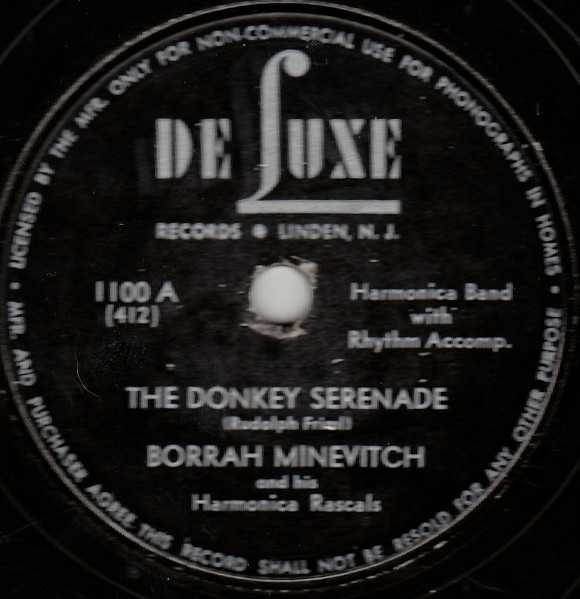 LICENSED BY THE MFR. ONLY FOR NON-COMMERCIAL USE FOR PHONOGRAPHS IN HOMES •
DE LUXE
RECORDS • LINDEN, N. J.
1100 A
(412)
Harmonica Band
with
Rhythm Accomp.
THE DONKEY SERENADE
(Rudolph Friml)
BORRAH MINEVITCH
and his
Harmonica Rascals
• MFR. AND PURCHASER AGREE THIS RECORD SHALL NOT BE RESOLD FOR ANY OTHER PURPOSE